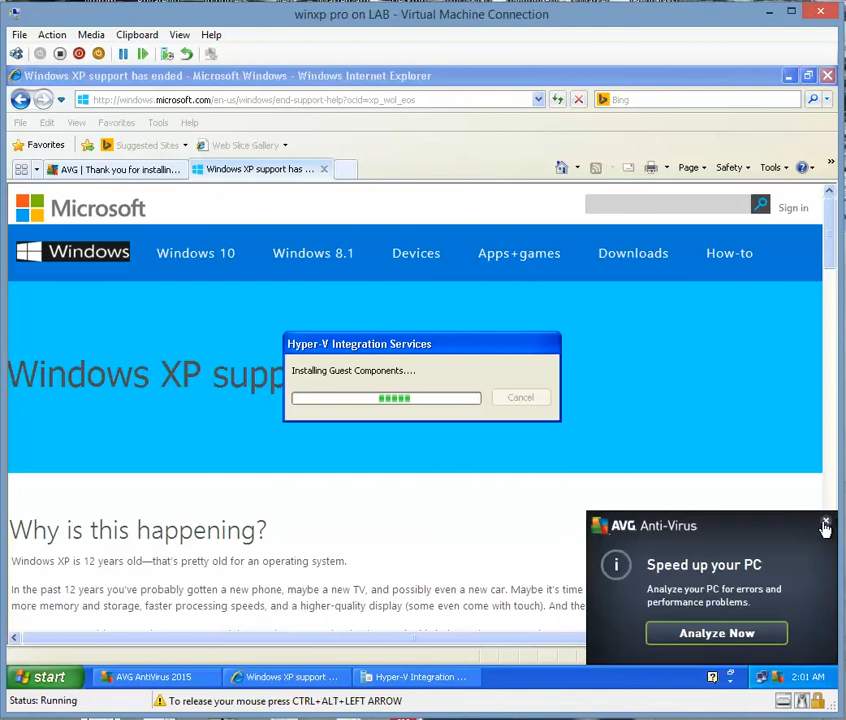 winxp pro on LAB - Virtual Machine Connection
File Action Media Clipboard View Help
Windows XP support has ended - Microsoft Windows - Windows Internet Explorer
http://windows.microsoft.com/en-us/windows/end-support-help?ocid=xp_wol_eos
Bing
File Edit View Favorites Tools Help
Favorites Suggested Sites Web Slice Gallery
AVG | Thank you for installin... Windows XP support has ... Page Safety Tools
Microsoft Sign in
Windows Windows 10 Windows 8.1 Devices Apps+games Downloads How-to
Windows XP supp
Hyper-V Integration Services
Installing Guest Components....
Cancel
Why is this happening?
Windows XP is 12 years old—that's pretty old for an operating system.
In the past 12 years you've probably gotten a new phone, maybe a new TV, and possibly even a new car. Maybe it's time
more memory and storage, faster processing speeds, and a higher-quality display (some even come with touch). And the
AVG Anti-Virus
Speed up your PC
Analyze your PC for errors and
performance problems.
Analyze Now
start AVG AntiVirus 2015 Windows XP support ... Hyper-V Integration ... 2:01 AM
Status: Running To release your mouse press CTRL+ALT+LEFT ARROW